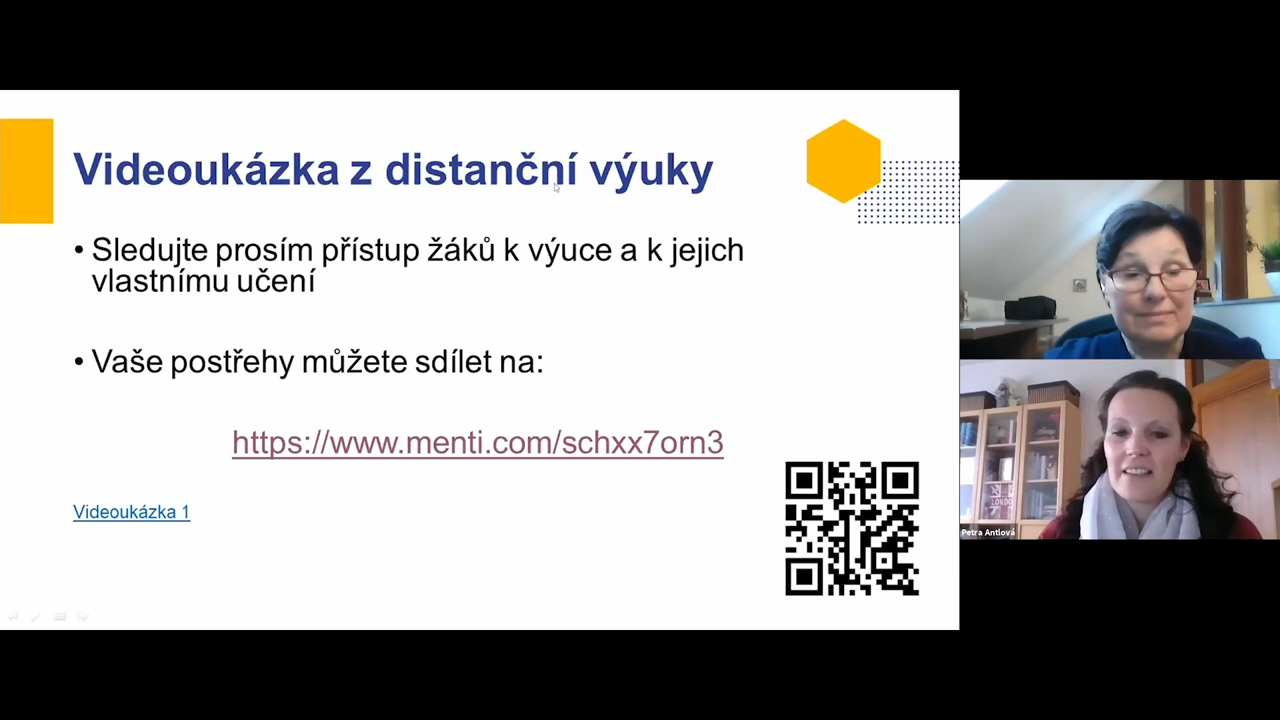 Videoukázka z distanční výuky
• Sledujte prosím přístup žáků k výuce a k jejich
vlastnímu učení
• Vaše postřehy můžete sdílet na:
https://www.menti.com/schxx7orn3
Videoukázka 1
Petra Antlová